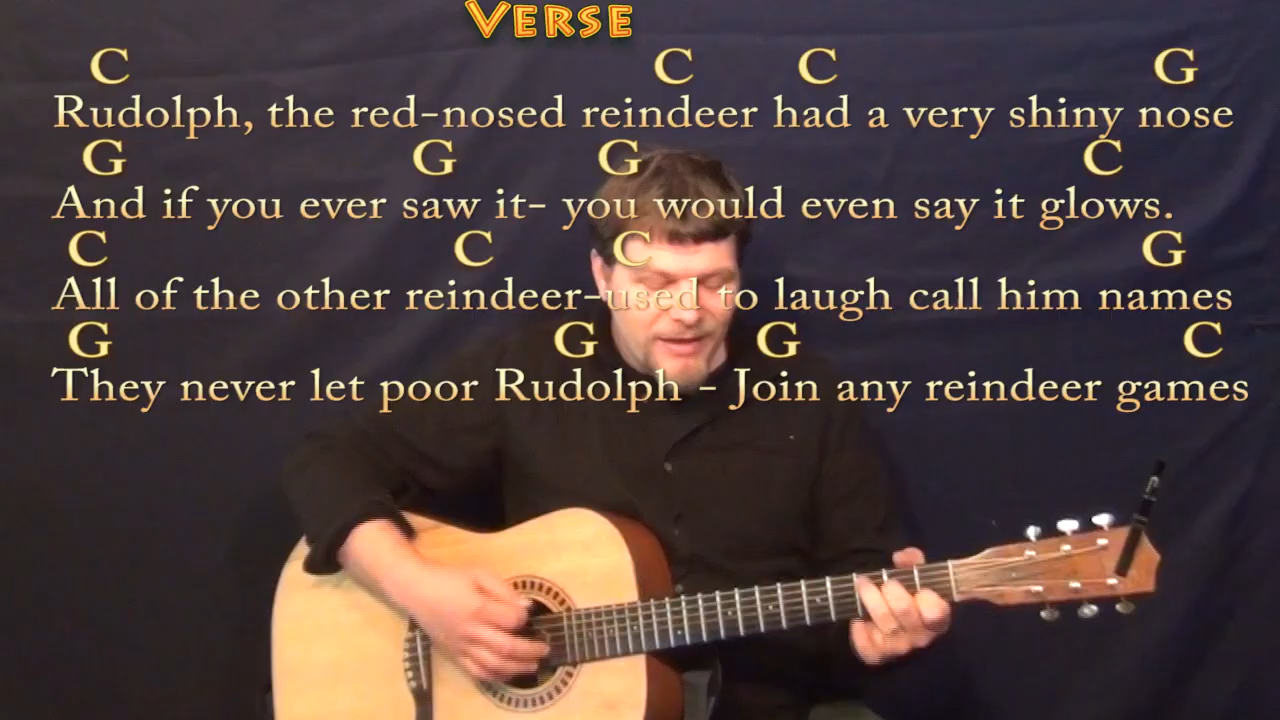 VERSE
C C C G
Rudolph, the red-nosed reindeer had a very shiny nose
G G G C
And if you ever saw it- you would even say it glows.
C C C G
All of the other reindeer-used to laugh call him names
G G G C
They never let poor Rudolph - Join any reindeer games